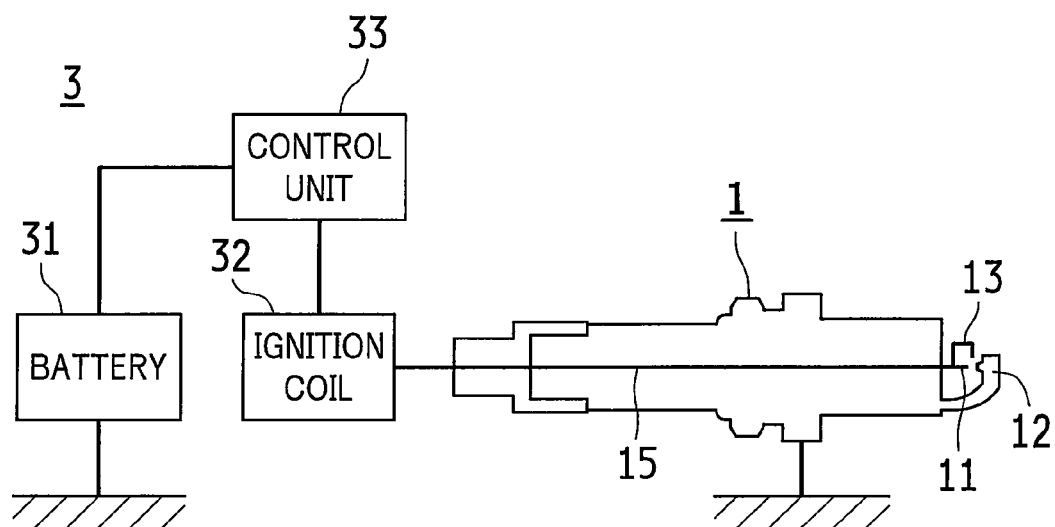 33
3
CONTROL
UNIT
1
31
32
13
BATTERY
IGNITION
COIL
12
15
11